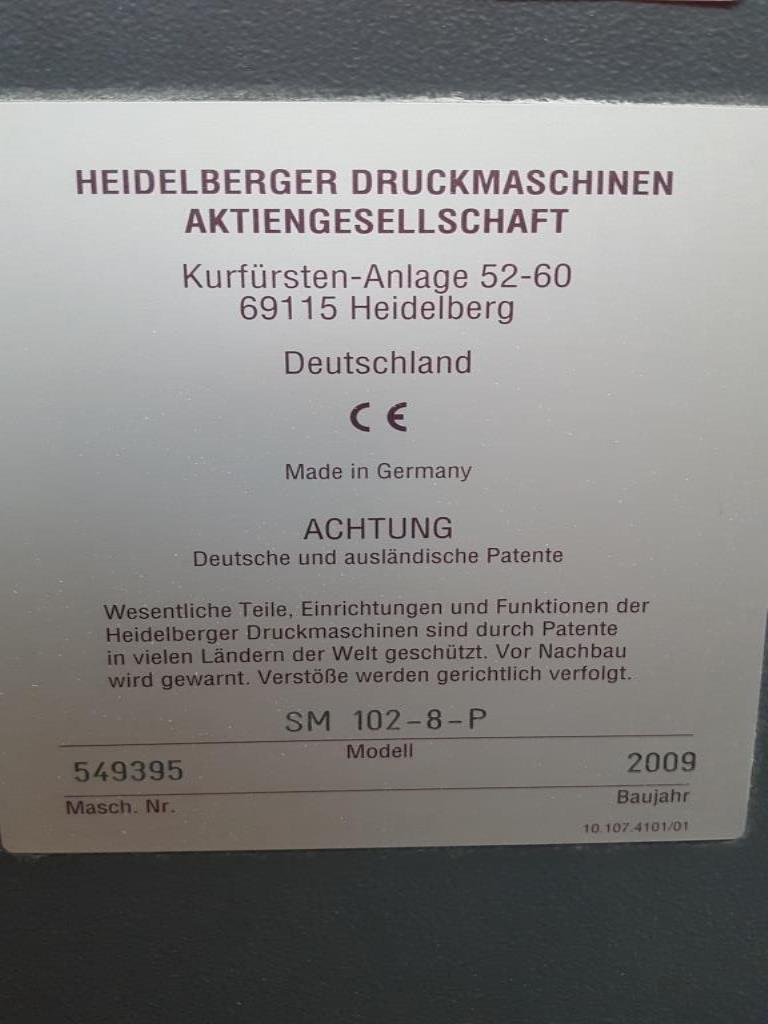 HEIDELBERGER DRUCKMASCHINEN
AKTIENGESELLSCHAFT
Kurfürsten-Anlage 52-60
69115 Heidelberg
Deutschland
CE
Made in Germany
ACHTUNG
Deutsche und ausländische Patente
Wesentliche Teile, Einrichtungen und Funktionen der
Heidelberger Druckmaschinen sind durch Patente
in vielen Ländern der Welt geschützt. Vor Nachbau
wird gewarnt. Verstöße werden gerichtlich verfolgt.
SM 102-8-P
Modell
549395 2009
Masch. Nr. Baujahr
10.107.4101/01